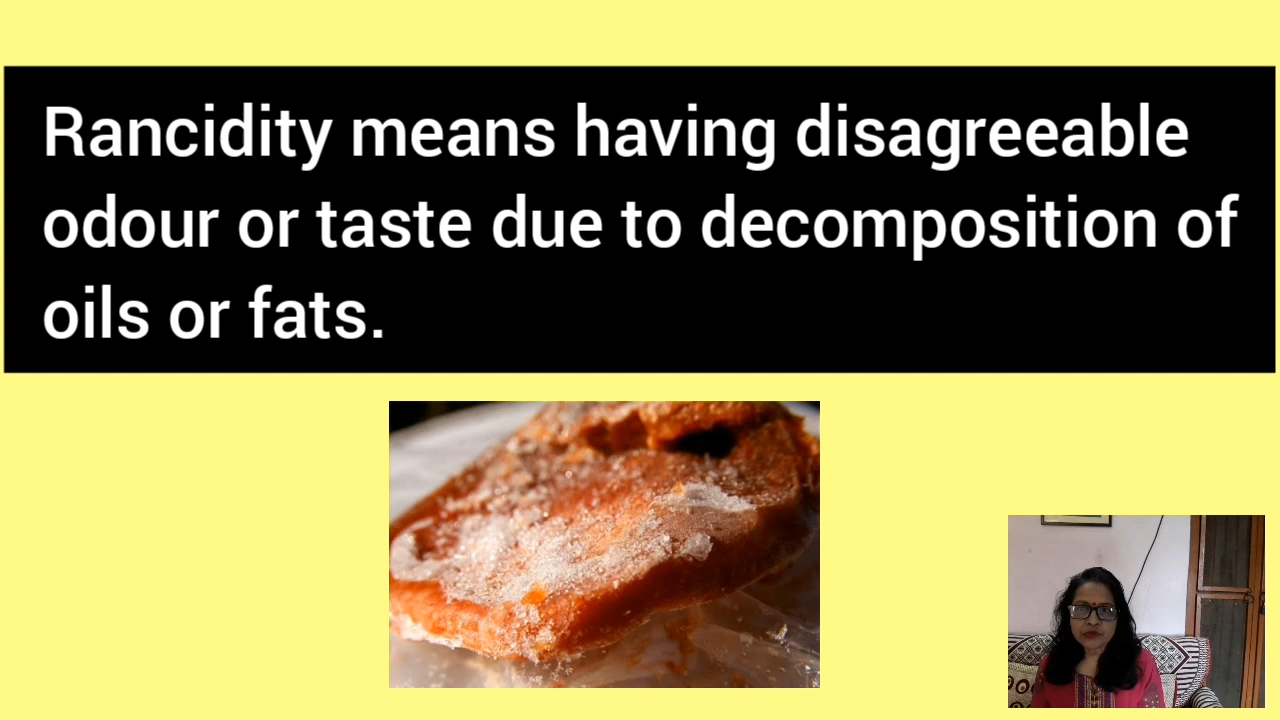 Rancidity means having disagreeable
odour or taste due to decomposition of
oils or fats.